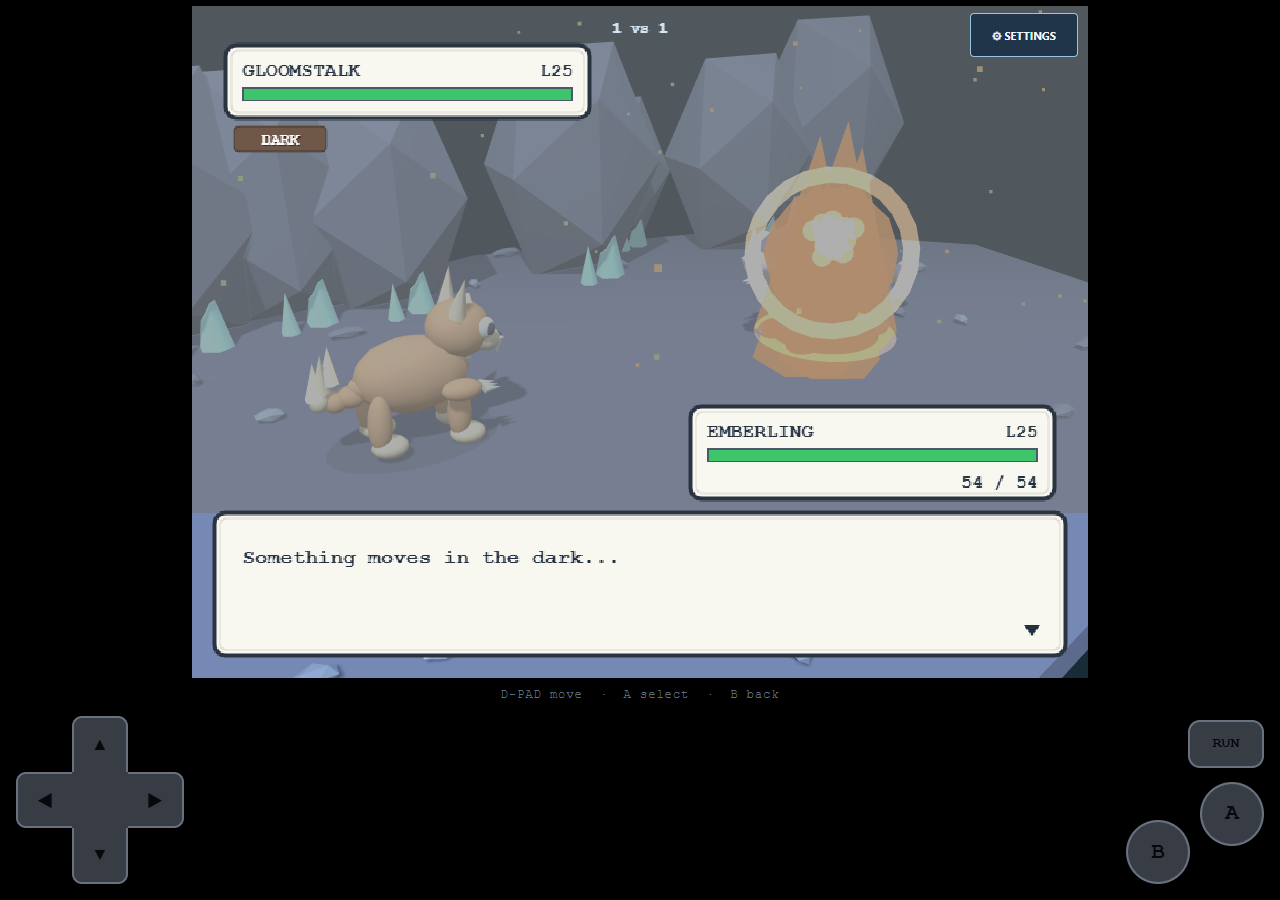 1 vs 1
⚙ SETTINGS
GLOOMSTALK L25
DARK
EMBERLING L25
54 / 54
Something moves in the dark...
D-PAD move · A select · B back
RUN
A
B